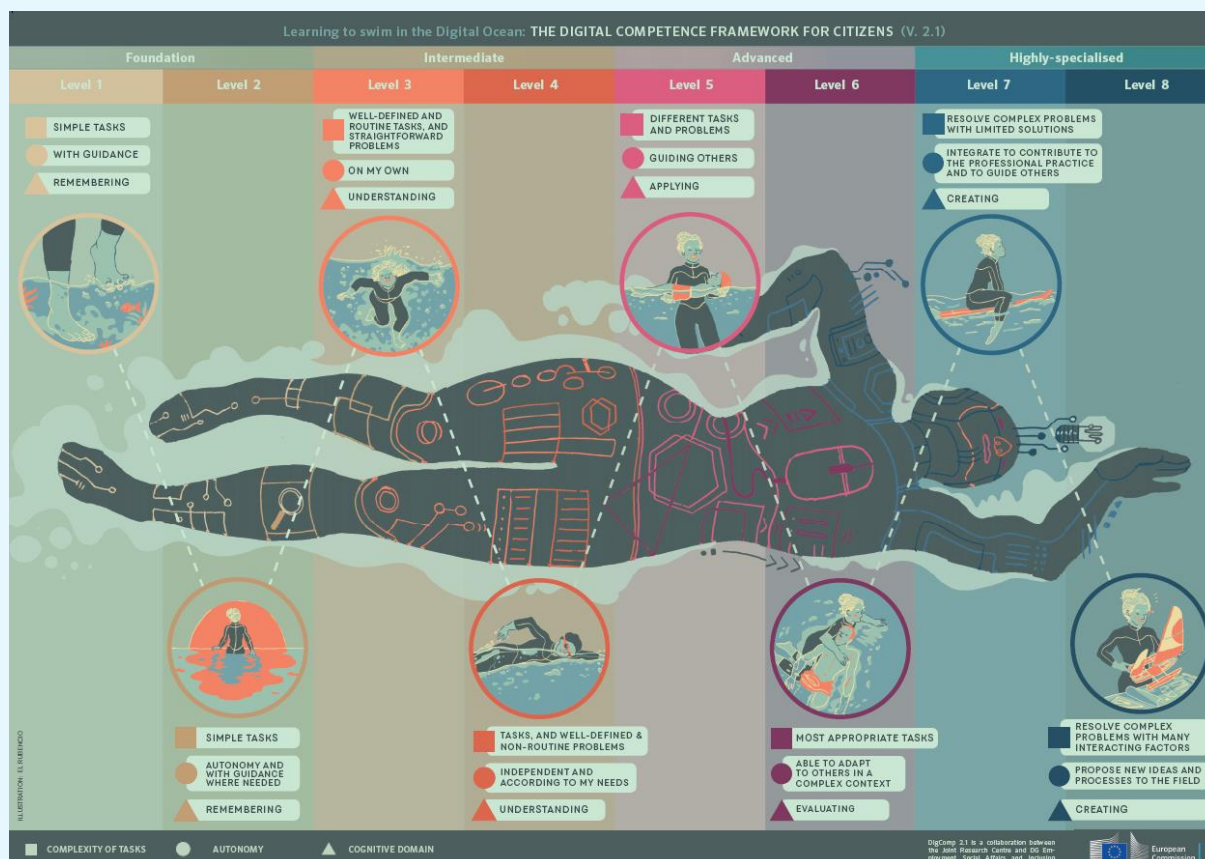 Learning to swim in the Digital Ocean: THE DIGITAL COMPETENCE FRAMEWORK FOR CITIZENS (V. 2.1)
Foundation
Intermediate
Advanced
Highly-specialised
Level 1
Level 2
Level 3
Level 4
Level 5
Level 6
Level 7
Level 8
SIMPLE TASKS
WITH GUIDANCE
REMEMBERING
WELL-DEFINED AND
ROUTINE TASKS, AND
STRAIGHTFORWARD
PROBLEMS
ON MY OWN
UNDERSTANDING
DIFFERENT TASKS
AND PROBLEMS
GUIDING OTHERS
APPLYING
RESOLVE COMPLEX PROBLEMS
WITH LIMITED SOLUTIONS
INTEGRATE TO CONTRIBUTE TO
THE PROFESSIONAL PRACTICE
AND TO GUIDE OTHERS
CREATING
SIMPLE TASKS
AUTONOMY AND
WITH GUIDANCE
WHERE NEEDED
REMEMBERING
TASKS, AND WELL-DEFINED &
NON-ROUTINE PROBLEMS
INDEPENDENT AND
ACCORDING TO MY NEEDS
UNDERSTANDING
MOST APPROPRIATE TASKS
ABLE TO ADAPT
TO OTHERS IN A
COMPLEX CONTEXT
EVALUATING
RESOLVE COMPLEX
PROBLEMS WITH MANY
INTERACTING FACTORS
PROPOSE NEW IDEAS AND
PROCESSES TO THE FIELD
CREATING
ILLUSTRATION: EL RUBENCIO
COMPLEXITY OF TASKS
AUTONOMY
COGNITIVE DOMAIN
DigComp 2.1 is a collaboration between
the Joint Research Centre and DG Em-
ployment, Social Affairs and Inclusion
European
Commission